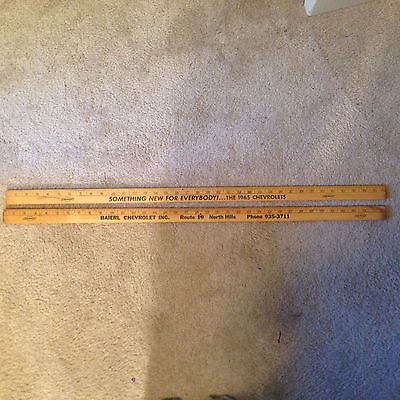 SOMETHING NEW FOR EVERYBODY!...THE 1965 CHEVROLETS
BAIERL CHEVROLET INC. Route 19 North Hills Phone 935-3711